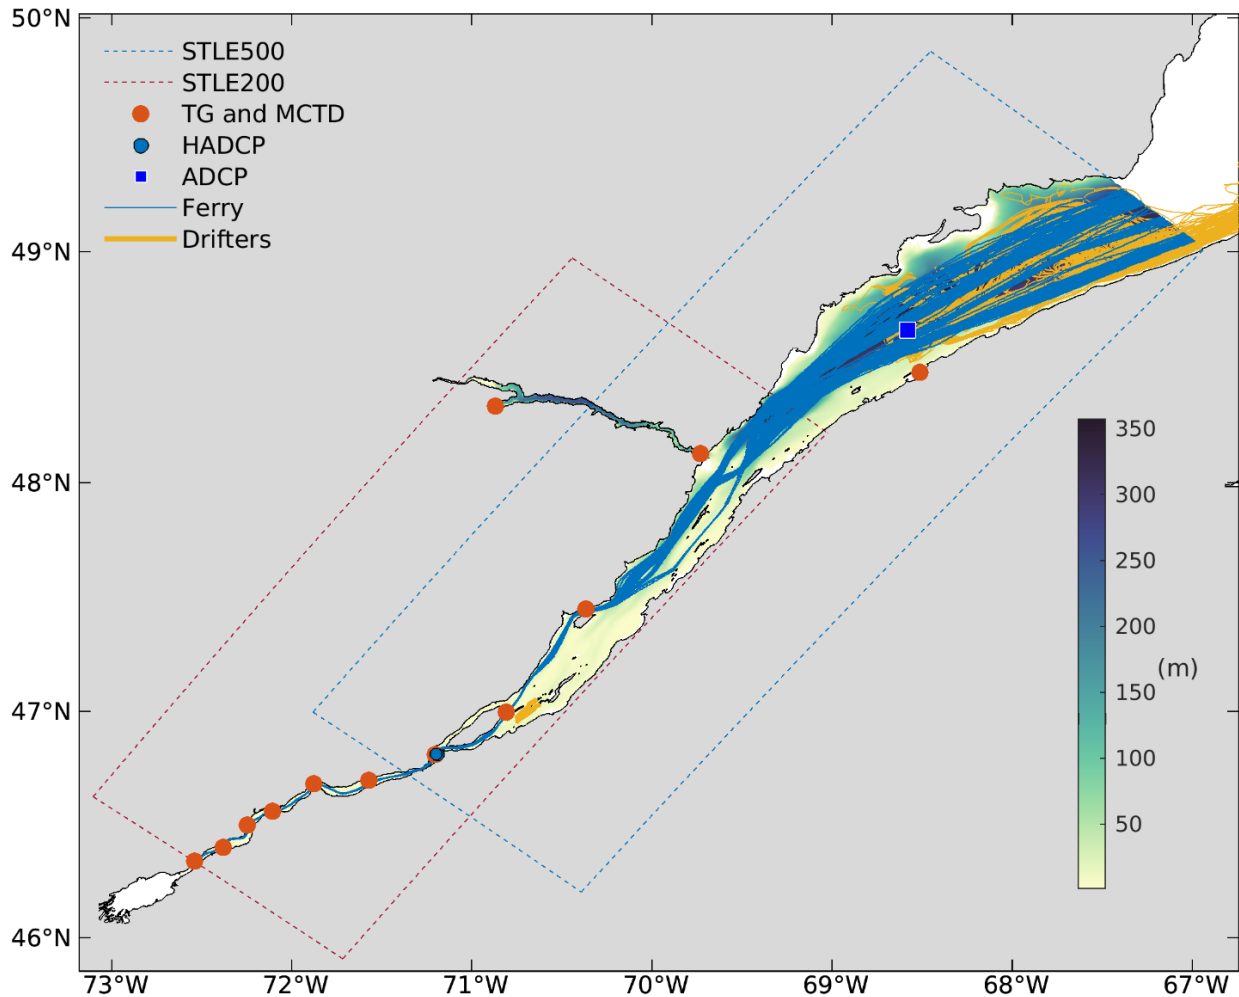 50°N
STLE500
STLE200
TG and MCTD
HADCP
ADCP
Ferry
Drifters
49°N
48°N
47°N
46°N
350
300
250
200
(m)
150
100
50
73°W
72°W
71°W
70°W
69°W
68°W
67°W